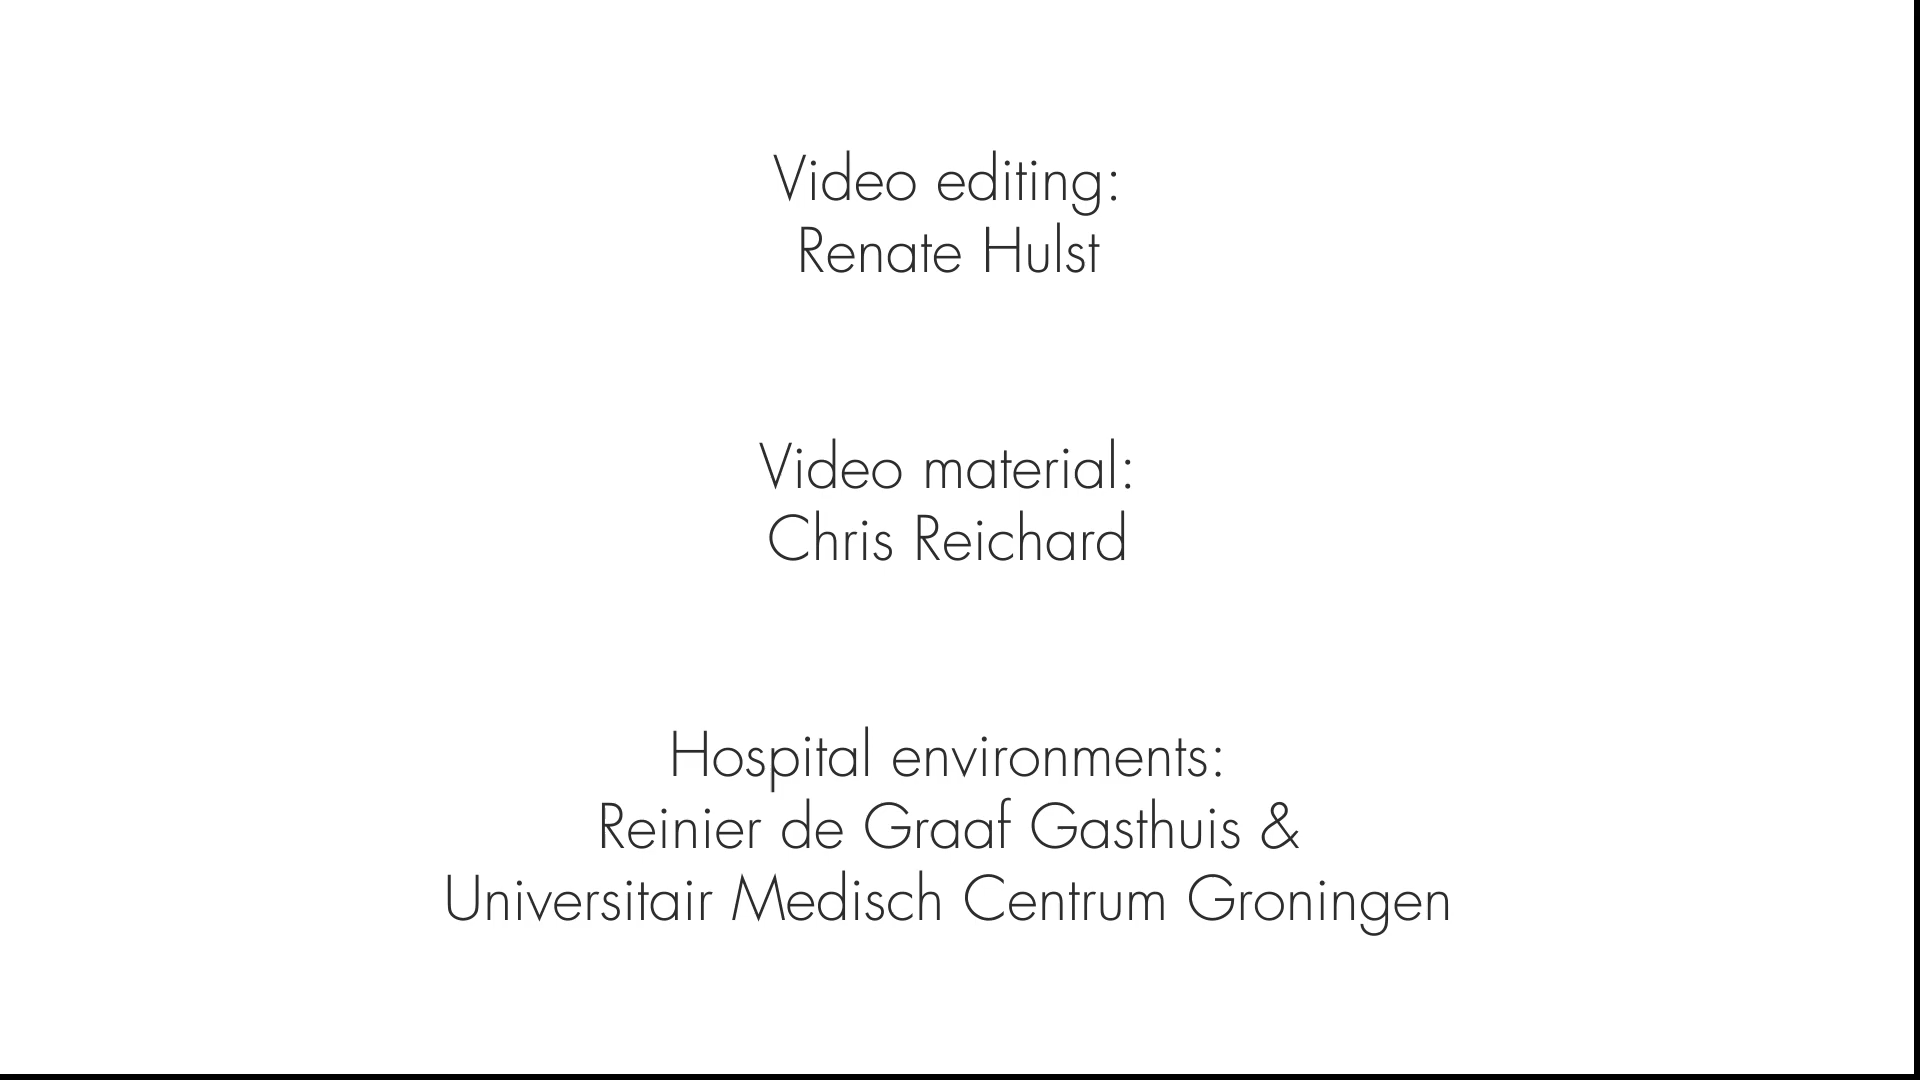 Video editing:
Renate Hulst
Video material:
Chris Reichard
Hospital environments:
Reinier de Graaf Gasthuis &
Universitair Medisch Centrum Groningen